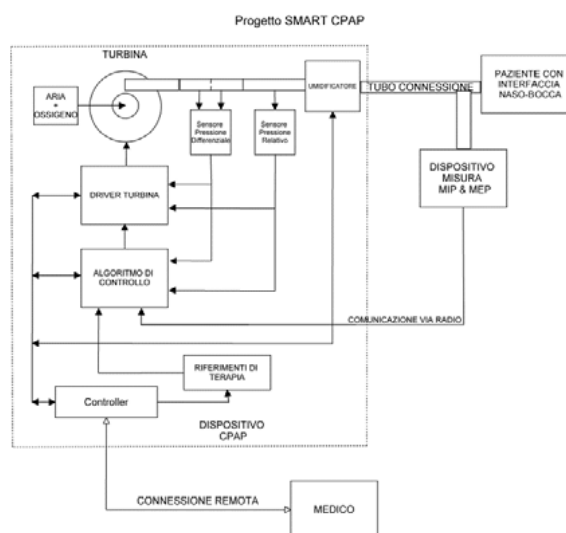 Progetto SMART CPAP
TURBINA
ARIA
+
OSSIGENO
UMIDIFICATORE
TUBO CONNESSIONE
PAZIENTE CON
INTERFACCIA
NASO-BOCCA
Sensore
Pressione
Differenziale
Sensore
Pressione
Relativo
DISPOSITIVO
MISURA
MIP & MEP
DRIVER TURBINA
ALGORITMO DI
CONTROLLO
COMUNICAZIONE VIA RADIO
RIFERIMENTI DI
TERAPIA
Controller
DISPOSITIVO
CPAP
CONNESSIONE REMOTA
MEDICO